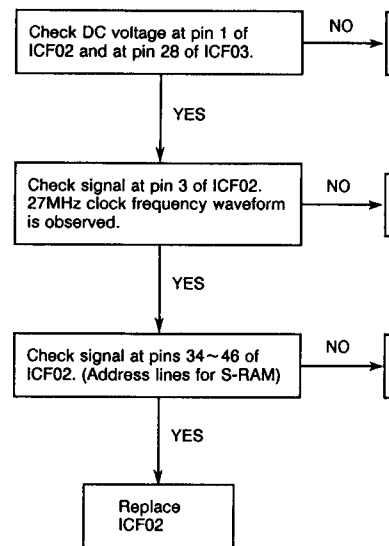 Check DC voltage at pin 1 of
ICF02 and at pin 28 of ICF03.
NO
YES
Check signal at pin 3 of ICF02.
27MHz clock frequency waveform
is observed.
NO
YES
Check signal at pins 34~46 of
ICF02. (Address lines for S-RAM)
NO
YES
Replace
ICF02